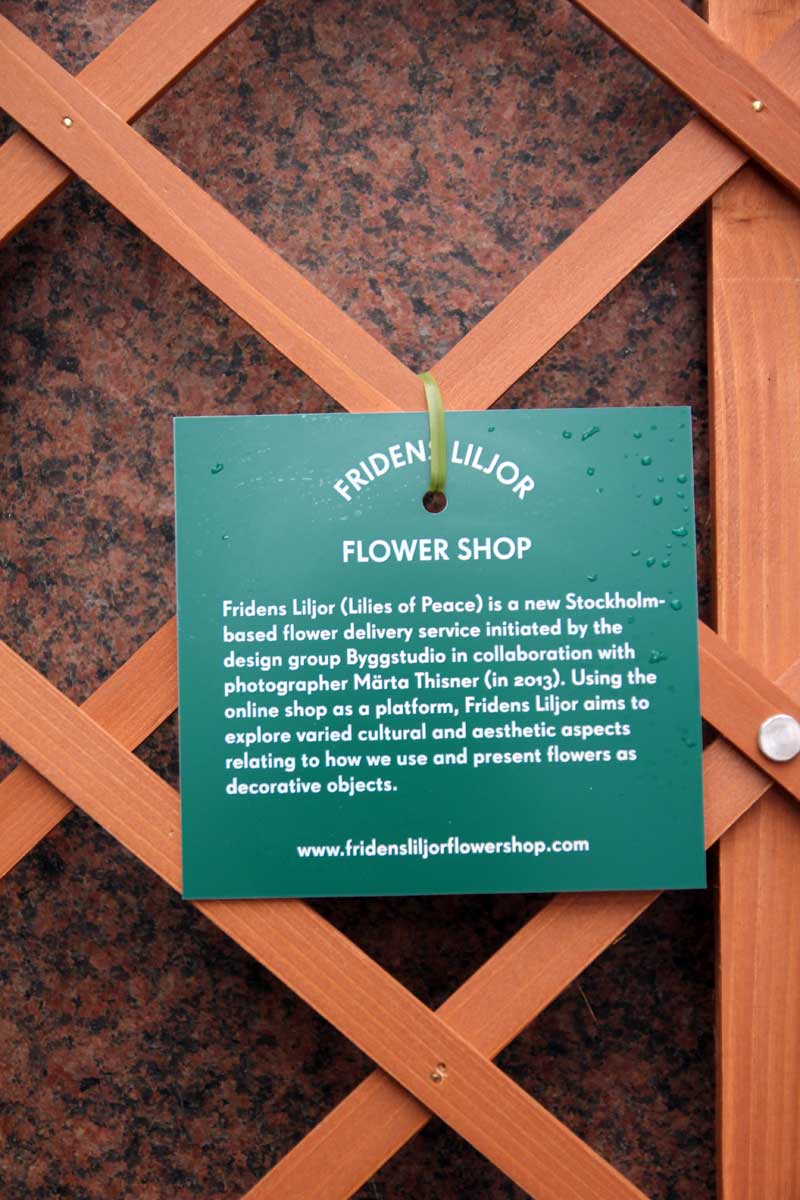 FRIDENS LILJOR
FLOWER SHOP
Fridens Liljor (Lilies of Peace) is a new Stockholm-
based flower delivery service initiated by the
design group Byggstudio in collaboration with
photographer Märta Thisner (in 2013). Using the
online shop as a platform, Fridens Liljor aims to
explore varied cultural and aesthetic aspects
relating to how we use and present flowers as
decorative objects.
www.fridensliljorflowershop.com